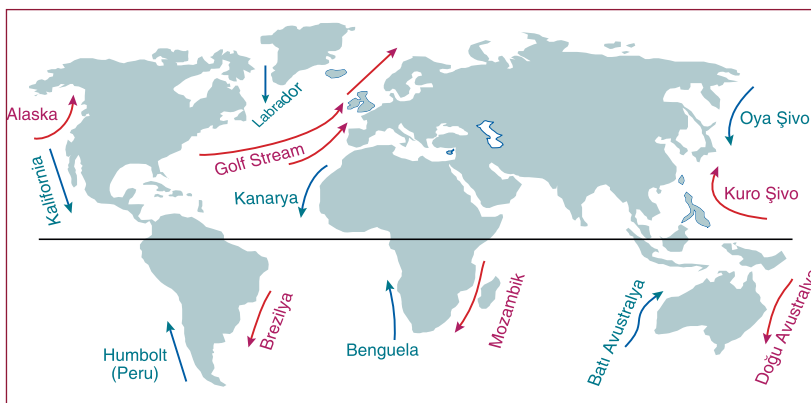 Alaska
Labrador
Oya Şivo
Golf Stream
Kalifornia
Kanarya
Kuro Şivo
Brezilya
Mozambik
Humbolt
(Peru)
Benguela
Batı Avustralya
Doğu Avustralya